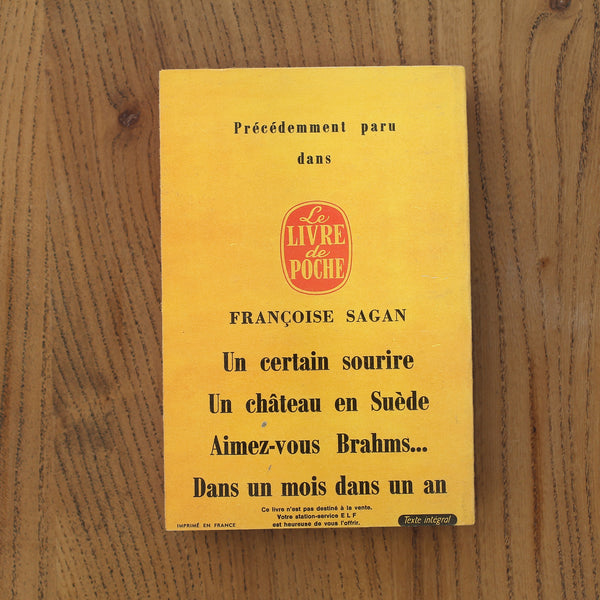 Précédemment paru
dans
Le
LIVRE
de
POCHE
FRANÇOISE SAGAN
Un certain sourire
Un château en Suède
Aimez-vous Brahms...
Dans un mois dans un an
Ce livre n'est pas destiné à la vente.
Votre station-service ELF
est heureuse de vous l'offrir.
IMPRIMÉ EN FRANCE
Texte intégral